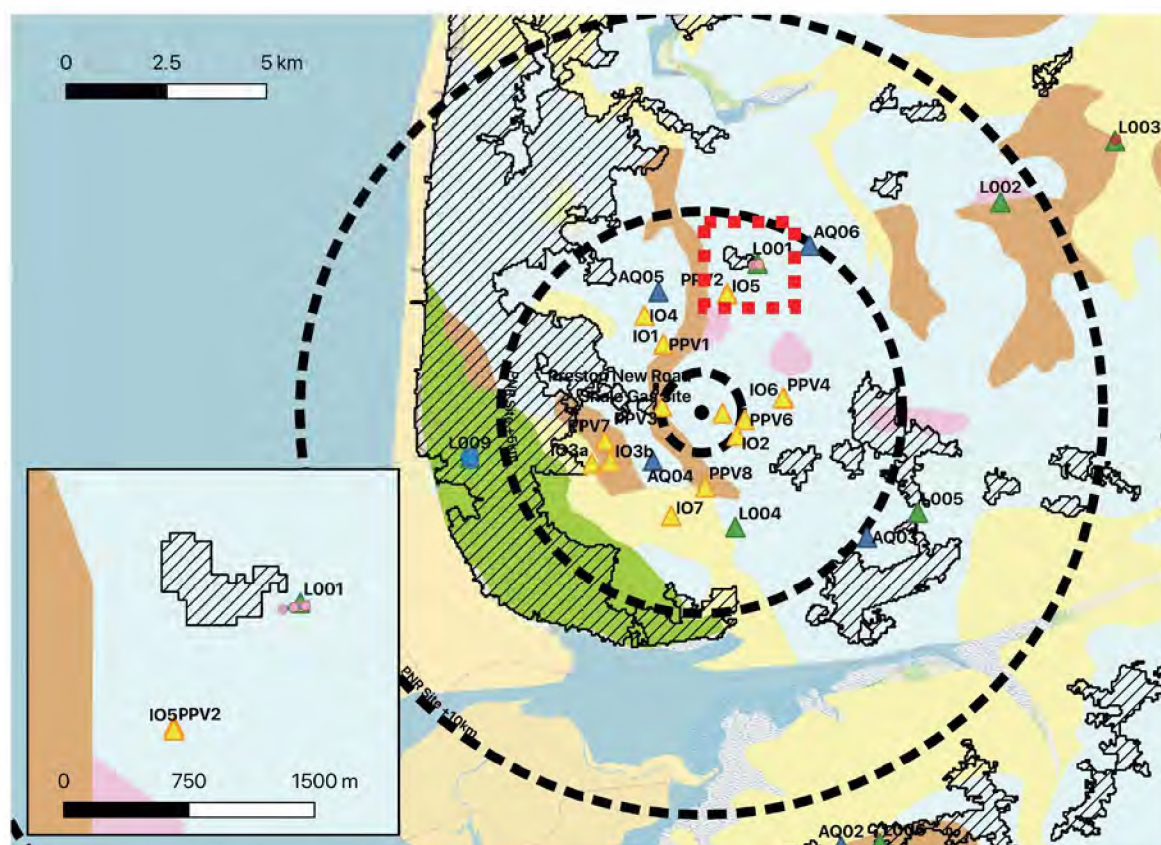 0 2.5 5 km
L003
L002
AQ06
L001
AQ05
PPV2
IO5
IO4
IO1
PPV1
Preston New Road
Shale Gas Site
IO6
PPV4
PPV3
PPV6
PPV7
IO2
L009
IO3a
IO3b
AQ04
PPV8
IO7
L004
L005
AQ03
PNR Site +10km
L001
IO5PPV2
0 750 1500 m
AQ02